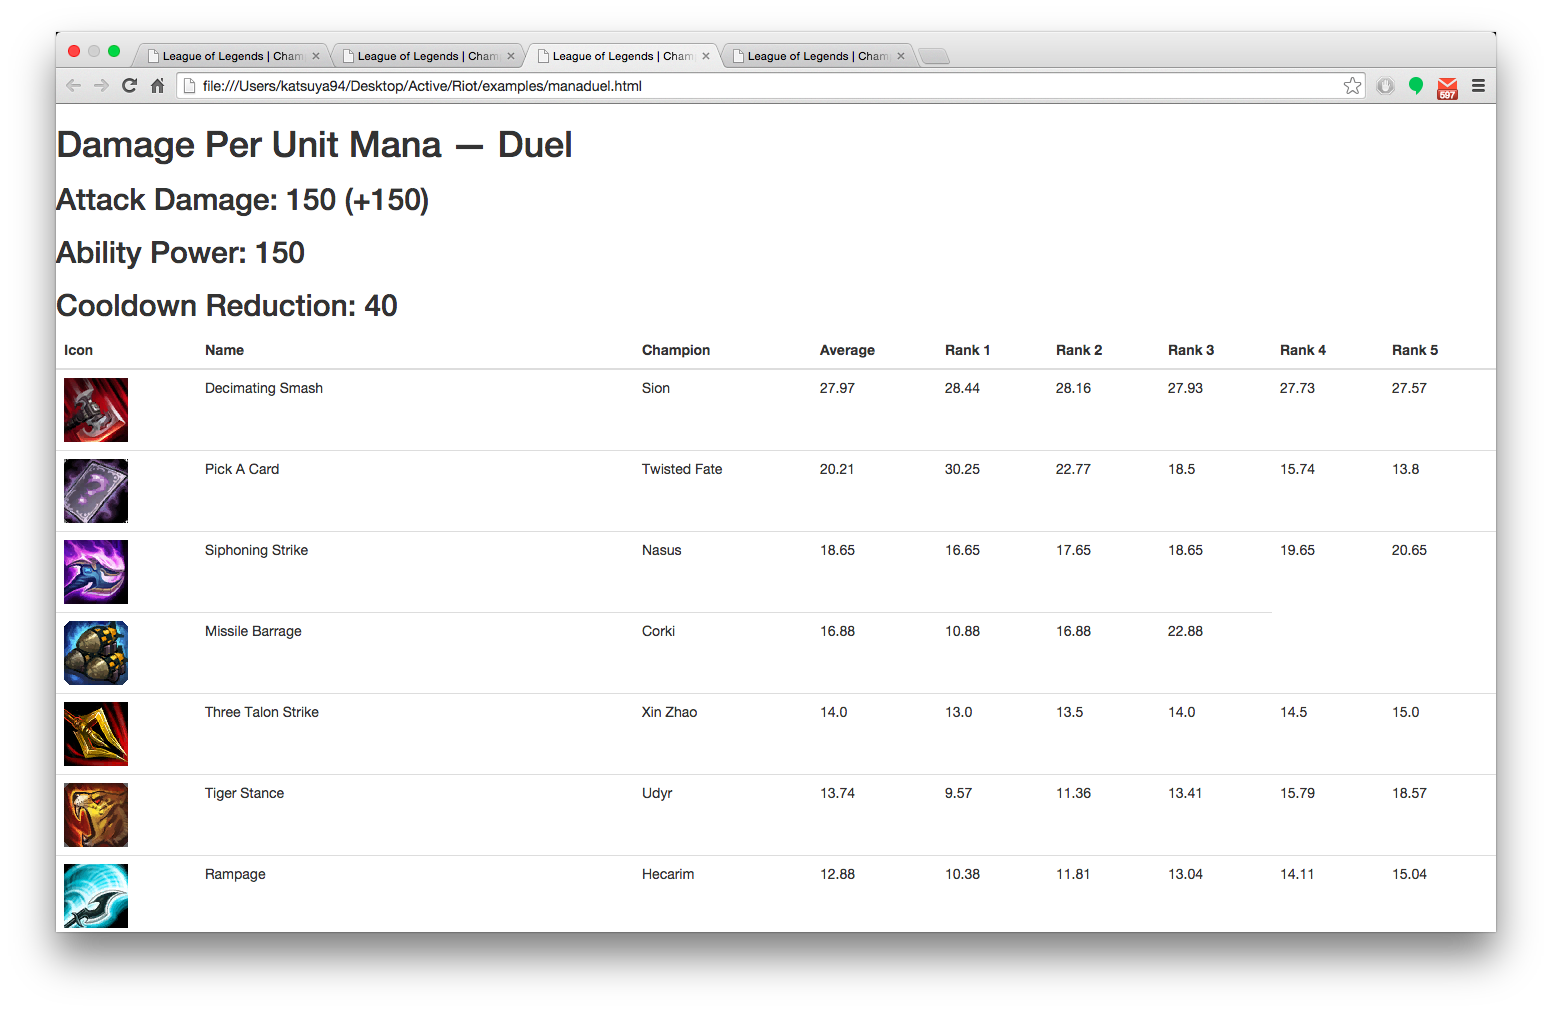 League of Legends | Cham League of Legends | Cham League of Legends | Cham League of Legends | Cham
file:///Users/katsuya94/Desktop/Active/Riot/examples/manaduel.html 597
Damage Per Unit Mana — Duel
Attack Damage: 150 (+150)
Ability Power: 150
Cooldown Reduction: 40
Icon Name Champion Average Rank 1 Rank 2 Rank 3 Rank 4 Rank 5
Decimating Smash Sion 27.97 28.44 28.16 27.93 27.73 27.57
Pick A Card Twisted Fate 20.21 30.25 22.77 18.5 15.74 13.8
Siphoning Strike Nasus 18.65 16.65 17.65 18.65 19.65 20.65
Missile Barrage Corki 16.88 10.88 16.88 22.88
Three Talon Strike Xin Zhao 14.0 13.0 13.5 14.0 14.5 15.0
Tiger Stance Udyr 13.74 9.57 11.36 13.41 15.79 18.57
Rampage Hecarim 12.88 10.38 11.81 13.04 14.11 15.04